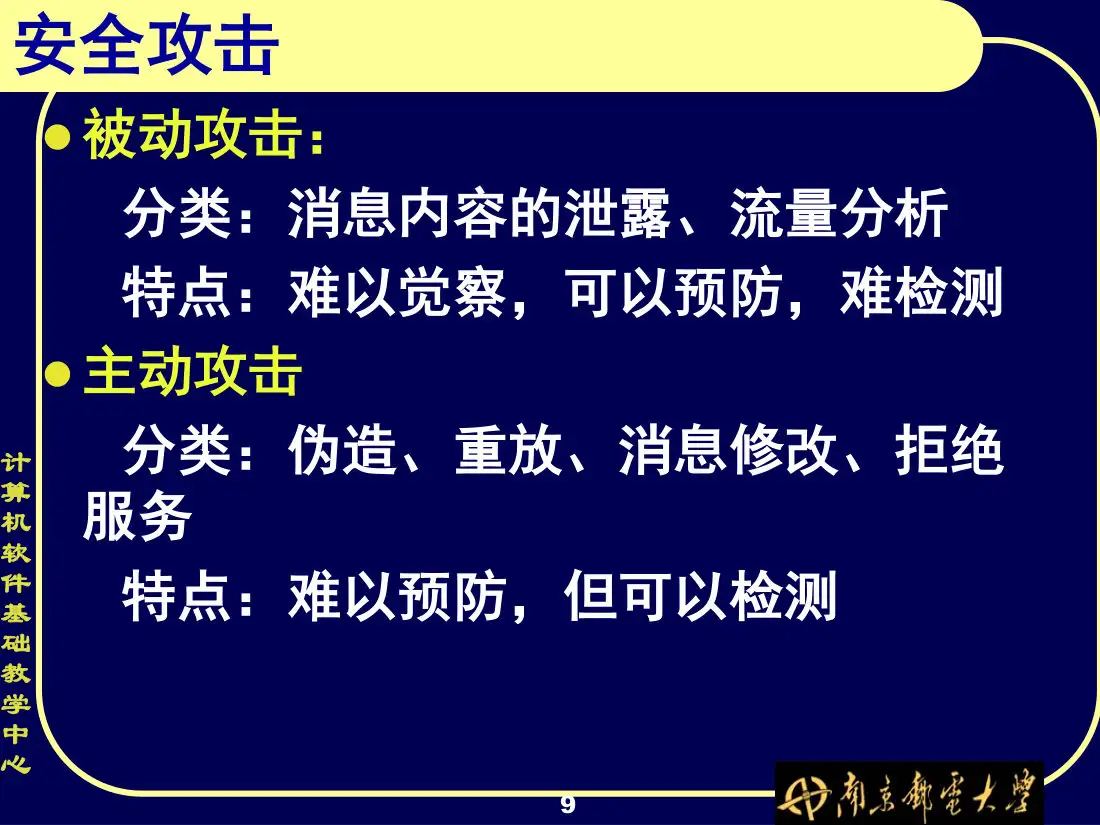 安全攻击
被动攻击：
分类：消息内容的泄露、流量分析
特点：难以觉察，可以预防，难检测
主动攻击
分类：伪造、重放、消息修改、拒绝
服务
特点：难以预防，但可以检测
计算机软件基础教学中心
9
南京郵電大學